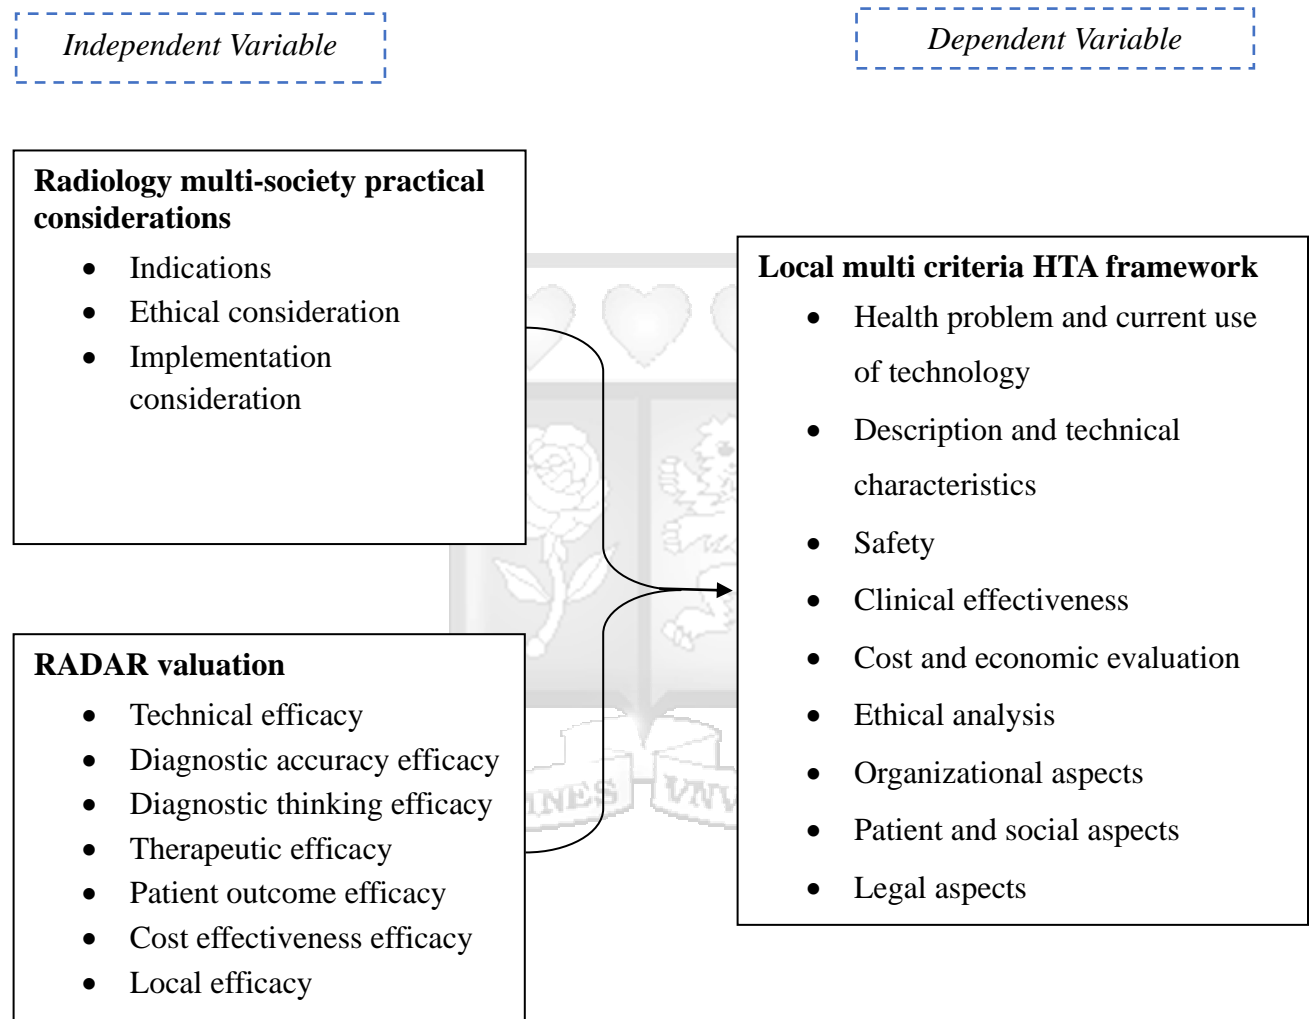 Independent Variable
Dependent Variable
Radiology multi-society practical
considerations
• Indications
• Ethical consideration
• Implementation
consideration
RADAR valuation
• Technical efficacy
• Diagnostic accuracy efficacy
• Diagnostic thinking efficacy
• Therapeutic efficacy
• Patient outcome efficacy
• Cost effectiveness efficacy
• Local efficacy
Local multi criteria HTA framework
• Health problem and current use
of technology
• Description and technical
characteristics
• Safety
• Clinical effectiveness
• Cost and economic evaluation
• Ethical analysis
• Organizational aspects
• Patient and social aspects
• Legal aspects